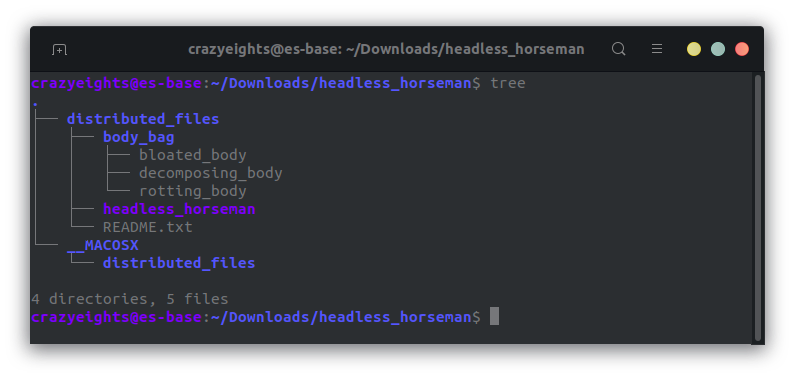 crazyeights@es-base: ~/Downloads/headless_horseman
crazyeights@es-base:~/Downloads/headless_horseman$ tree
.
├── distributed_files
│   ├── body_bag
│   │   ├── bloated_body
│   │   ├── decomposing_body
│   │   └── rotting_body
│   ├── headless_horseman
│   └── README.txt
└── __MACOSX
    └── distributed_files
4 directories, 5 files
crazyeights@es-base:~/Downloads/headless_horseman$